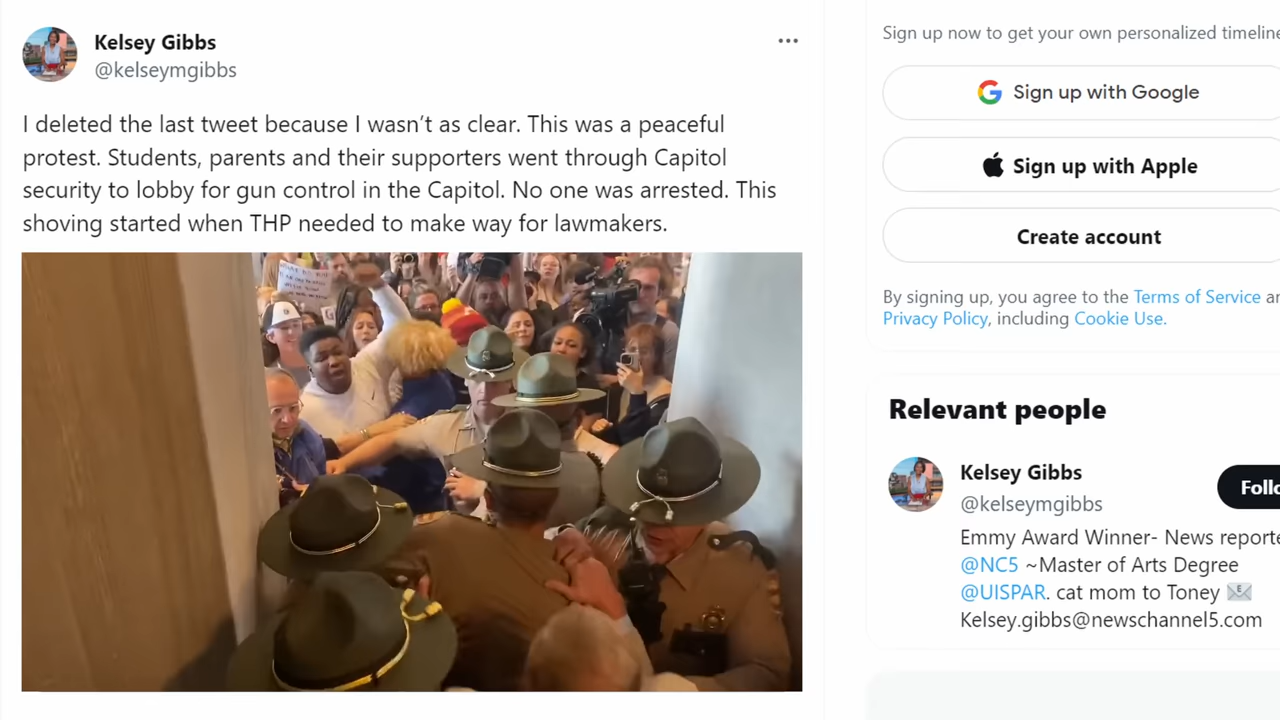 Kelsey Gibbs
@kelseymgibbs
I deleted the last tweet because I wasn't as clear. This was a peaceful
protest. Students, parents and their supporters went through Capitol
security to lobby for gun control in the Capitol. No one was arrested. This
shoving started when THP needed to make way for lawmakers.
Sign up now to get your own personalized timeline
Sign up with Google
Sign up with Apple
Create account
By signing up, you agree to the Terms of Service
Privacy Policy, including Cookie Use.
Relevant people
Kelsey Gibbs
@kelseymgibbs
Emmy Award Winner- News reporte
@NC5 ~Master of Arts Degree
@UISPAR. cat mom to Toney
Kelsey.gibbs@newschannel5.com
Follo